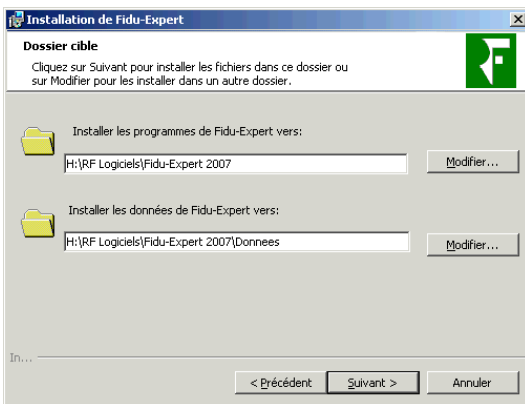 Installation de Fidu-Expert
Dossier cible
Cliquez sur Suivant pour installer les fichiers dans ce dossier ou
sur Modifier pour les installer dans un autre dossier.
Installer les programmes de Fidu-Expert vers:
H:\RF Logiciels\Fidu-Expert 2007
Modifier...
Installer les données de Fidu-Expert vers:
H:\RF Logiciels\Fidu-Expert 2007\Donnees
Modifier...
In...
< Précédent
Suivant >
Annuler